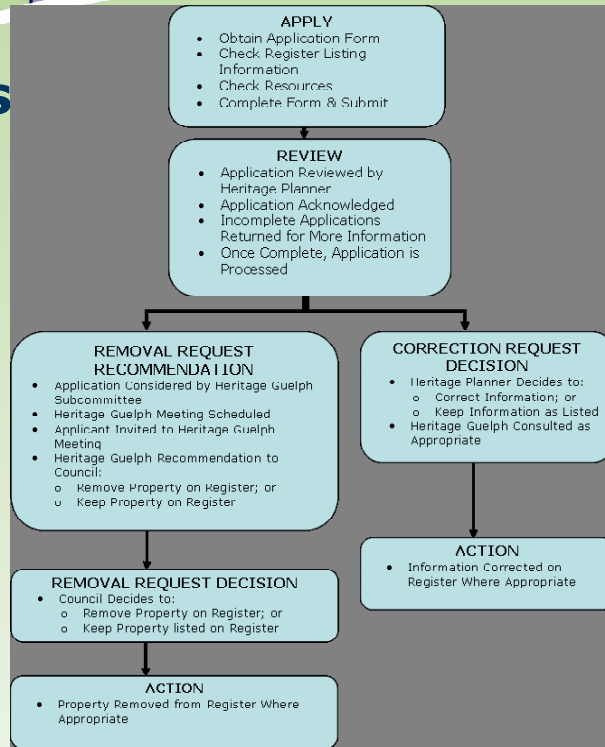 s
APPLY
• Obtain Application Form
• Check Register Listing
Information
• Check Resources
• Complete Form & Submit
REVIEW
• Application Reviewed by
Heritage Planner
• Application Acknowledged
• Incomplete Applications
Returned for More Information
• Once Complete, Application is
Processed
REMOVAL REQUEST
RECOMMENDATION
• Application Considered by Heritage Guelph
Subcommittee
• Heritage Guelph Meeting Scheduled
• Applicant Invited to Heritage Guelph
Meeting
• Heritage Guelph Recommendation to
Council:
o Remove Property on Register; or
o Keep Property on Register
CORRECTION REQUEST
DECISION
• Heritage Planner Decides to:
o Correct Information; or
o Keep Information as Listed
• Heritage Guelph Consulted as
Appropriate
ACTION
• Information Corrected on
Register Where Appropriate
REMOVAL REQUEST DECISION
• Council Decides to:
o Remove Property on Register; or
o Keep Property listed on Register
ACTION
• Property Removed from Register Where
Appropriate